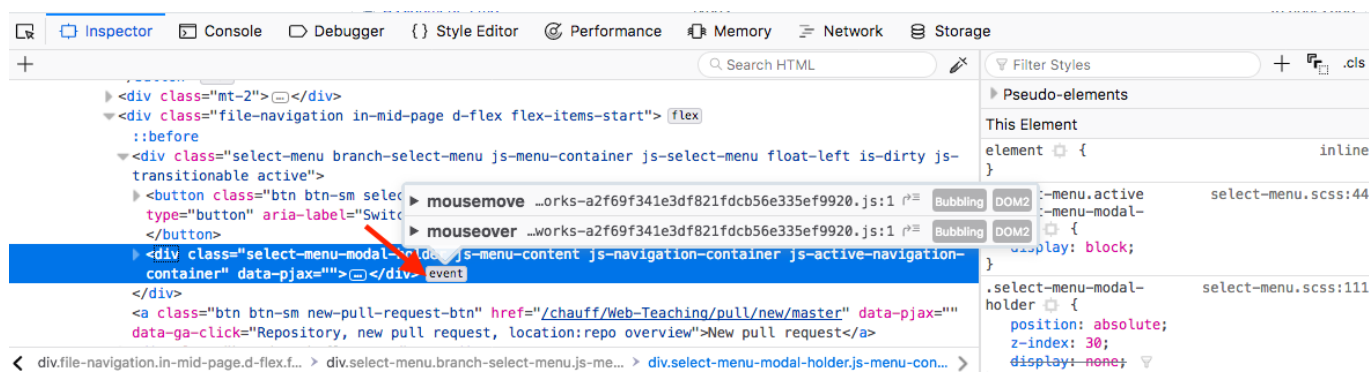 Inspector Console Debugger {} Style Editor Performance Memory Network Storage
+ Search HTML
<div class="mt-2"></div>
<div class="file-navigation in-mid-page d-flex flex-items-start"> flex
::before
<div class="select-menu branch-select-menu js-menu-container js-select-menu float-left is-dirty js-
transitionable active">
<button class="btn btn-sm selec
type="button" aria-label="Switc
</button>
mousemove …orks-a2f69f341e3df821fdcb56e335ef9920.js:1 Bubbling DOM2
mouseover …works-a2f69f341e3df821fdcb56e335ef9920.js:1 Bubbling DOM2
<div class="select-menu-modal-holder js-menu-content js-navigation-container js-active-navigation-
container" data-pjax=""></div> event
</div>
<a class="btn btn-sm new-pull-request-btn" href="/chauff/Web-Teaching/pull/new/master" data-pjax=""
data-ga-click="Repository, new pull request, location:repo overview">New pull request</a>
div.file-navigation.in-mid-page.d-flex.f... > div.select-menu.branch-select-menu.js-me... > div.select-menu-modal-holder.js-menu-con...
Filter Styles + .cls
Pseudo-elements
This Element
element { inline
}
-menu.active select-menu.scss:44
-menu-modal-
{
display: block;
}
.select-menu-modal- select-menu.scss:111
holder {
position: absolute;
z-index: 30;
display: none;